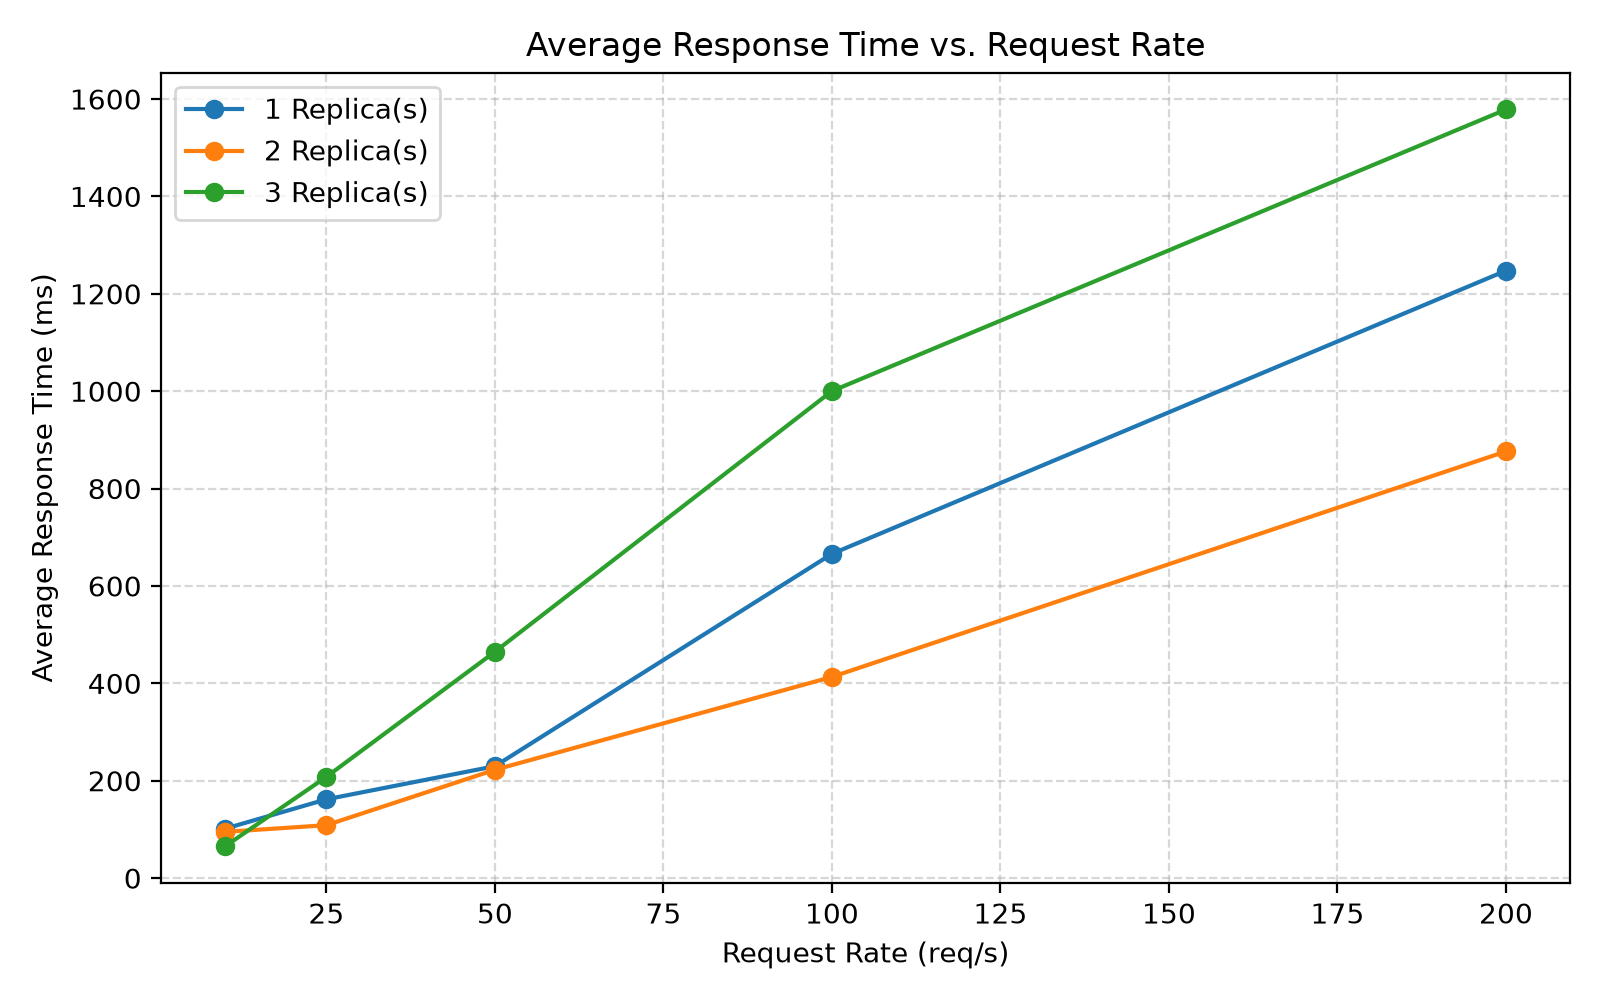 Average Response Time vs. Request Rate
1 Replica(s)
2 Replica(s)
3 Replica(s)
Average Response Time (ms)
1600
1400
1200
1000
800
600
400
200
0
25 50 75 100 125 150 175 200
Request Rate (req/s)